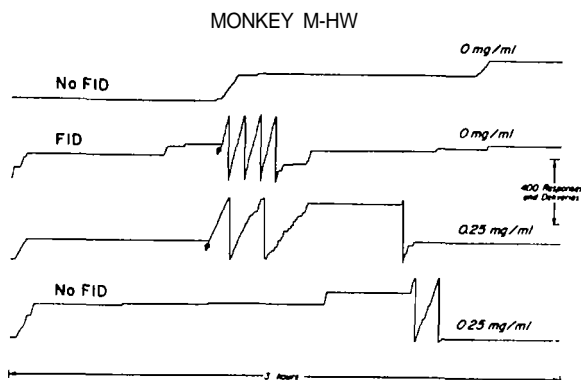 MONKEY M-HW
0 mg/ml
No FID
FID
0 mg/ml
400 Responses
and Deliveries
0.25 mg/ml
No FID
0.25 mg/ml
3 hours